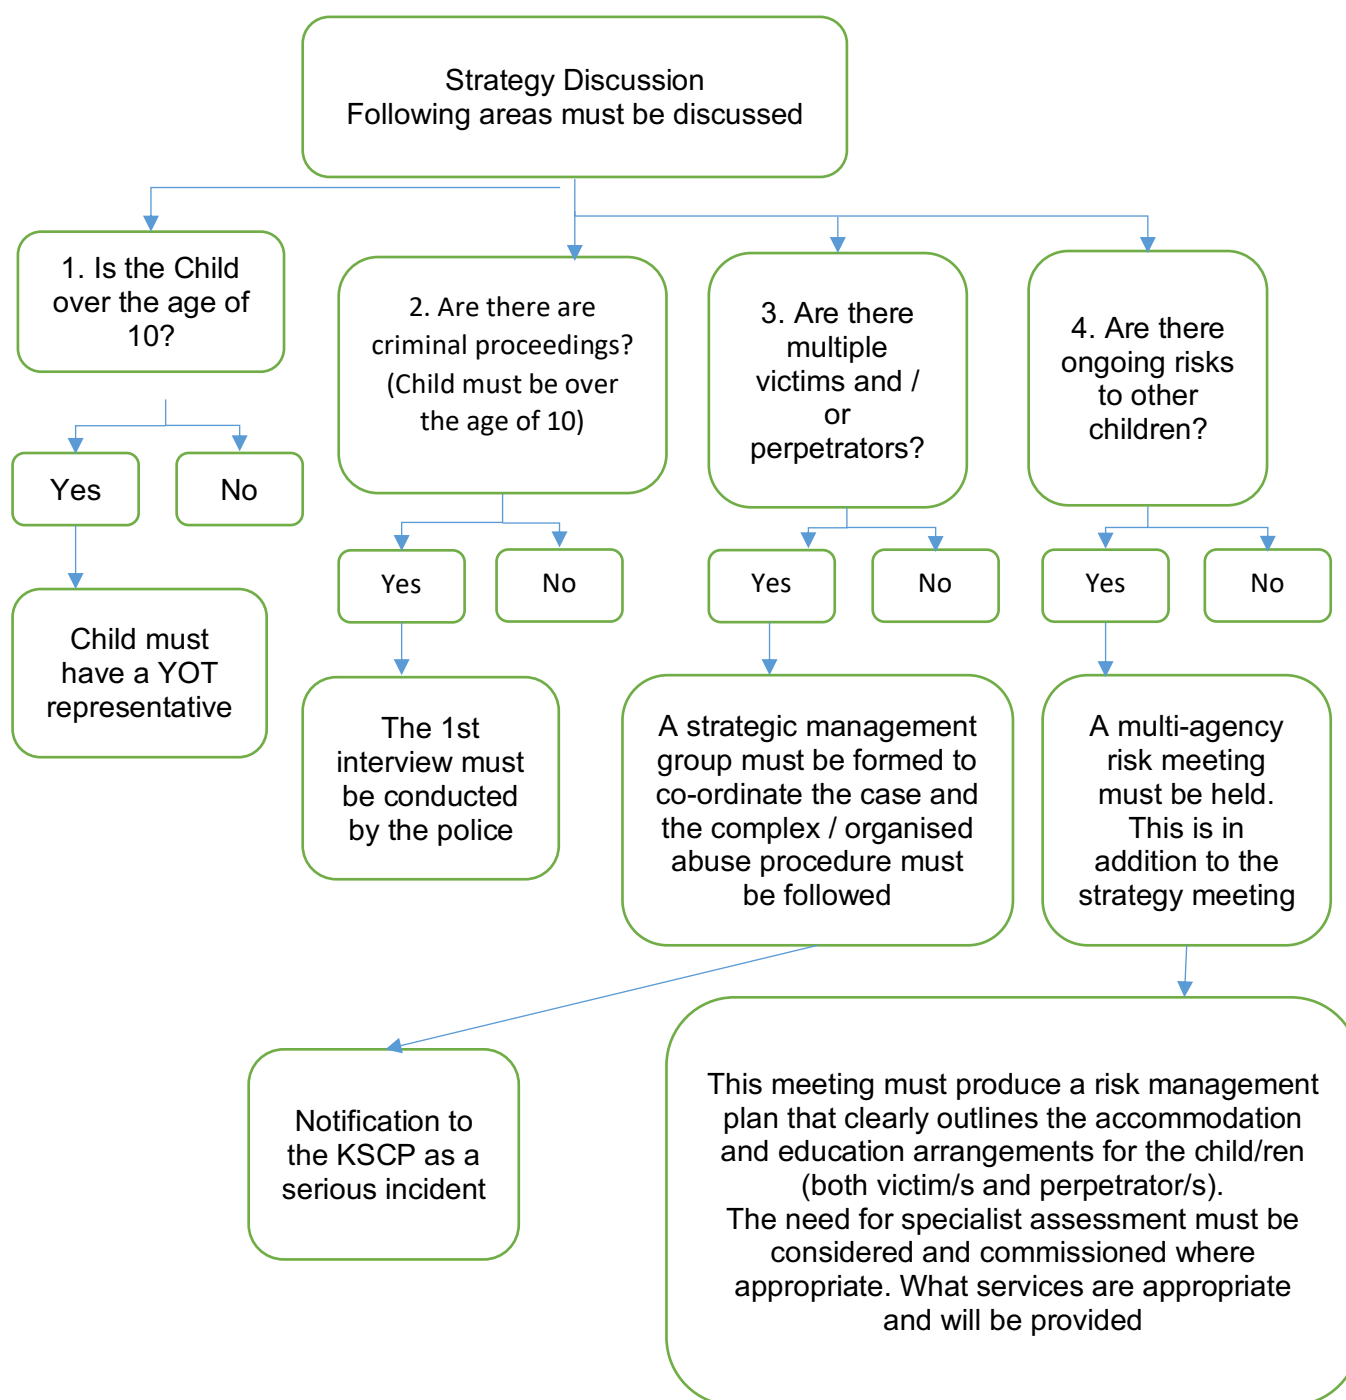 Strategy Discussion
Following areas must be discussed
1. Is the Child
over the age of
10?
Yes
No
Child must
have a YOT
representative
2. Are there are
criminal proceedings?
(Child must be over
the age of 10)
Yes
No
The 1st
interview must
be conducted
by the police
3. Are there
multiple
victims and /
or
perpetrators?
Yes
No
A strategic management
group must be formed to
co-ordinate the case and
the complex / organised
abuse procedure must
be followed
Notification to
the KSCP as a
serious incident
4. Are there
ongoing risks
to other
children?
Yes
No
A multi-agency
risk meeting
must be held.
This is in
addition to the
strategy meeting
This meeting must produce a risk management
plan that clearly outlines the accommodation
and education arrangements for the child/ren
(both victim/s and perpetrator/s).
The need for specialist assessment must be
considered and commissioned where
appropriate. What services are appropriate
and will be provided